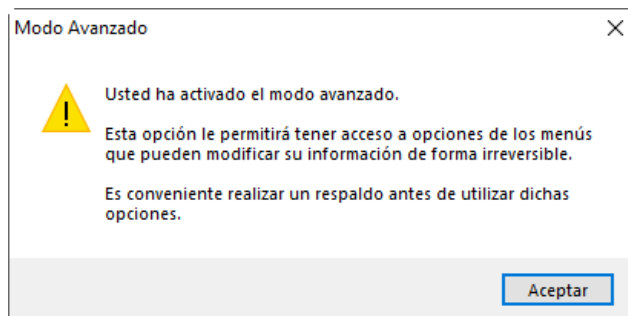 Modo Avanzado
Usted ha activado el modo avanzado.
Esta opción le permitirá tener acceso a opciones de los menús
que pueden modificar su información de forma irreversible.
Es conveniente realizar un respaldo antes de utilizar dichas
opciones.
Aceptar